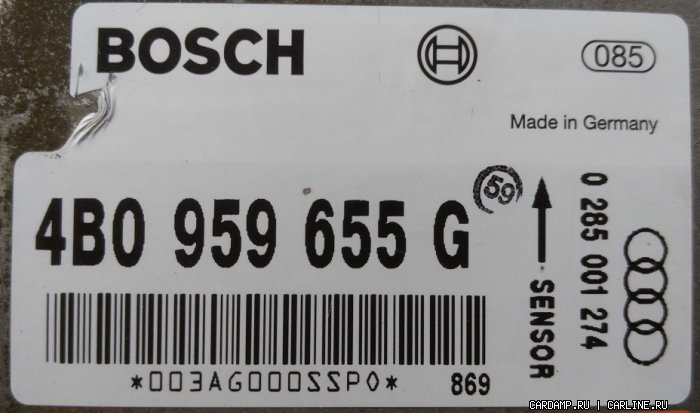 BOSCH
085
Made in Germany
4B0 959 655 G
59
SENSOR
0 285 001 274
*003AG000SSP0*
869
CARDAMP.RU | CARLINE.RU